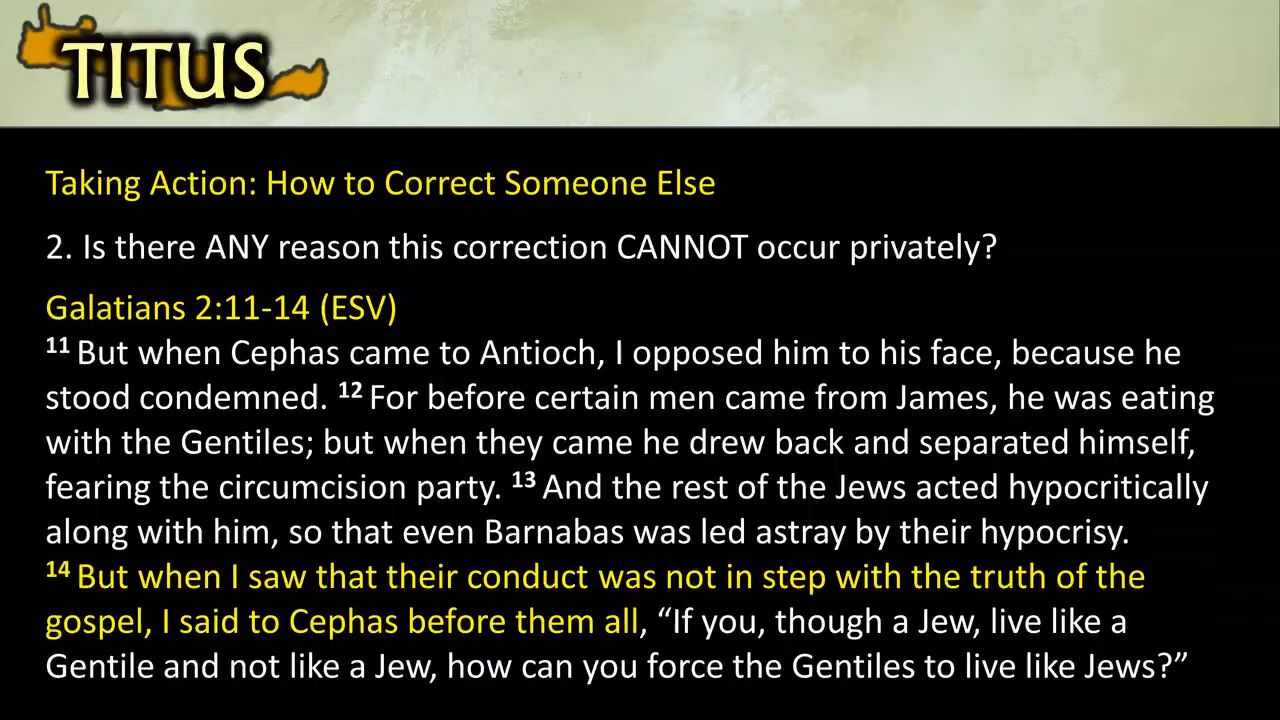 TITUS
Taking Action: How to Correct Someone Else
2. Is there ANY reason this correction CANNOT occur privately?
Galatians 2:11-14 (ESV)
11 But when Cephas came to Antioch, I opposed him to his face, because he
stood condemned. 12 For before certain men came from James, he was eating
with the Gentiles; but when they came he drew back and separated himself,
fearing the circumcision party. 13 And the rest of the Jews acted hypocritically
along with him, so that even Barnabas was led astray by their hypocrisy.
14 But when I saw that their conduct was not in step with the truth of the
gospel, I said to Cephas before them all, “If you, though a Jew, live like a
Gentile and not like a Jew, how can you force the Gentiles to live like Jews?”